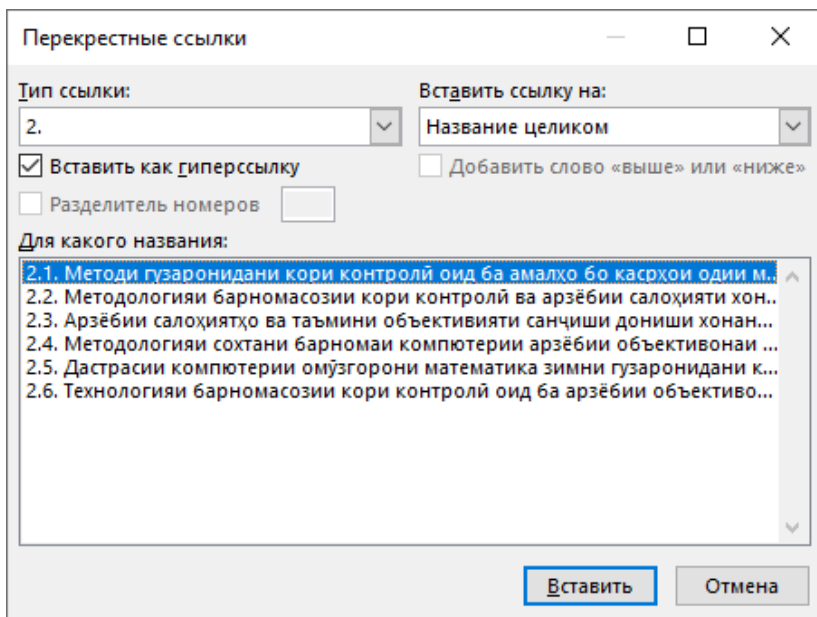 Перекрестные ссылки
Тип ссылки:
Вставить ссылку на:
2.
Название целиком
Вставить как гиперссылку
Добавить слово «выше» или «ниже»
Разделитель номеров
Для какого названия:
2.1. Методи гузаронидани кори контролӣ оид ба амалҳо бо касрҳои одии м...
2.2. Методологияи барномасозии кори контролӣ ва арзёбии салоҳияти хон...
2.3. Арзёбии салоҳиятҳо ва таъмини объективияти санҷиши дониши хонан...
2.4. Методологияи сохтани барномаи компютерии арзёбии объективонаи ...
2.5. Дастрасии компютерии омӯзгорони математика зимни гузаронидани к...
2.6. Технологияи барномасозии кори контролӣ оид ба арзёбии объективо...
Вставить
Отмена